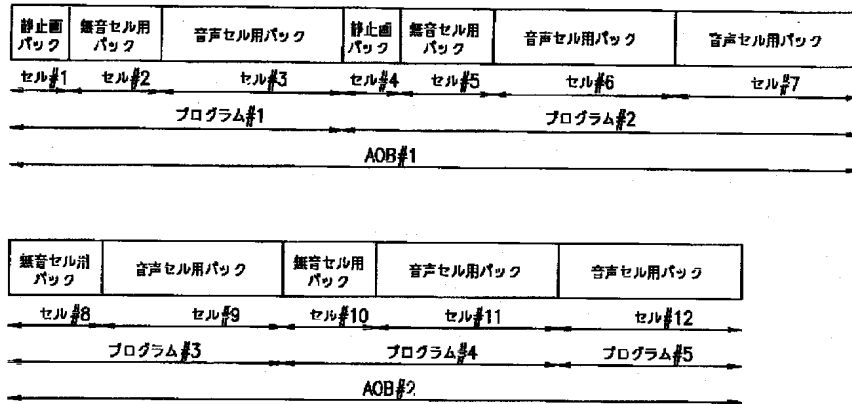 静止画パック 無音セル用パック 音声セル用パック 静止画パック 無音セル用パック 音声セル用パック 音声セル用パック
セル#1 セル#2 セル#3 セル#4 セル#5 セル#6 セル#7
プログラム#1 プログラム#2
AOB#1
無音セル用パック 音声セル用パック 無音セル用パック 音声セル用パック 音声セル用パック
セル#8 セル#9 セル#10 セル#11 セル#12
プログラム#3 プログラム#4 プログラム#5
AOB#2